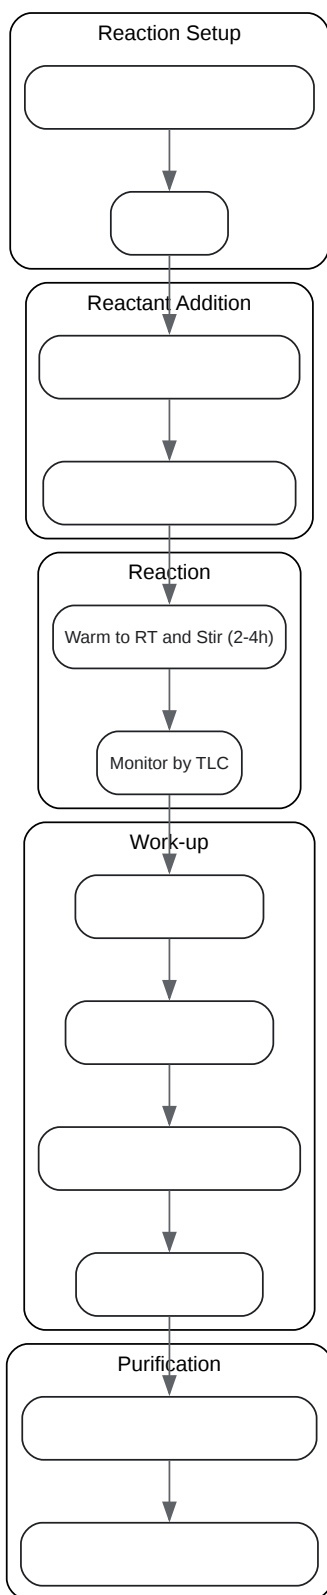 Reaction Setup
Reactant Addition
Reaction
Warm to RT and Stir (2-4h)
Monitor by TLC
Work-up
Purification